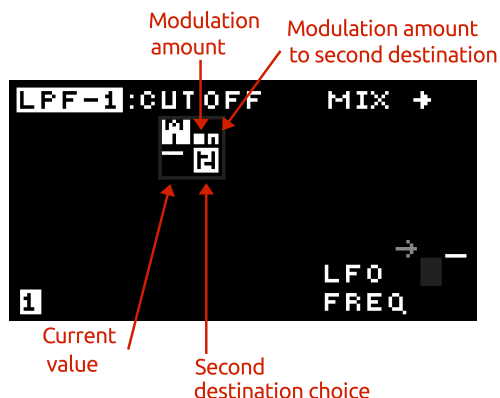 Modulation
amount
Modulation amount
to second destination
LPF-1:CUTOFF MIX
LFO
FREQ
1
Current
value
Second
destination choice